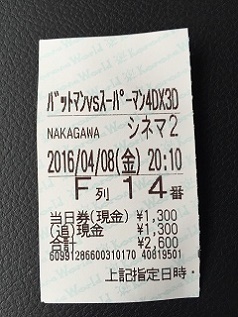 ﾊﾞｯﾄﾏﾝvsｽｰﾊﾟｰﾏﾝ4DX3D
NAKAGAWA シネマ2
2016/04/08(金) 20:10
F列 14番
当日券(現金) ¥1,300
(追)現金 ¥1,300
合計 ¥2,600
60991286600310170 40819501
上記指定日時・